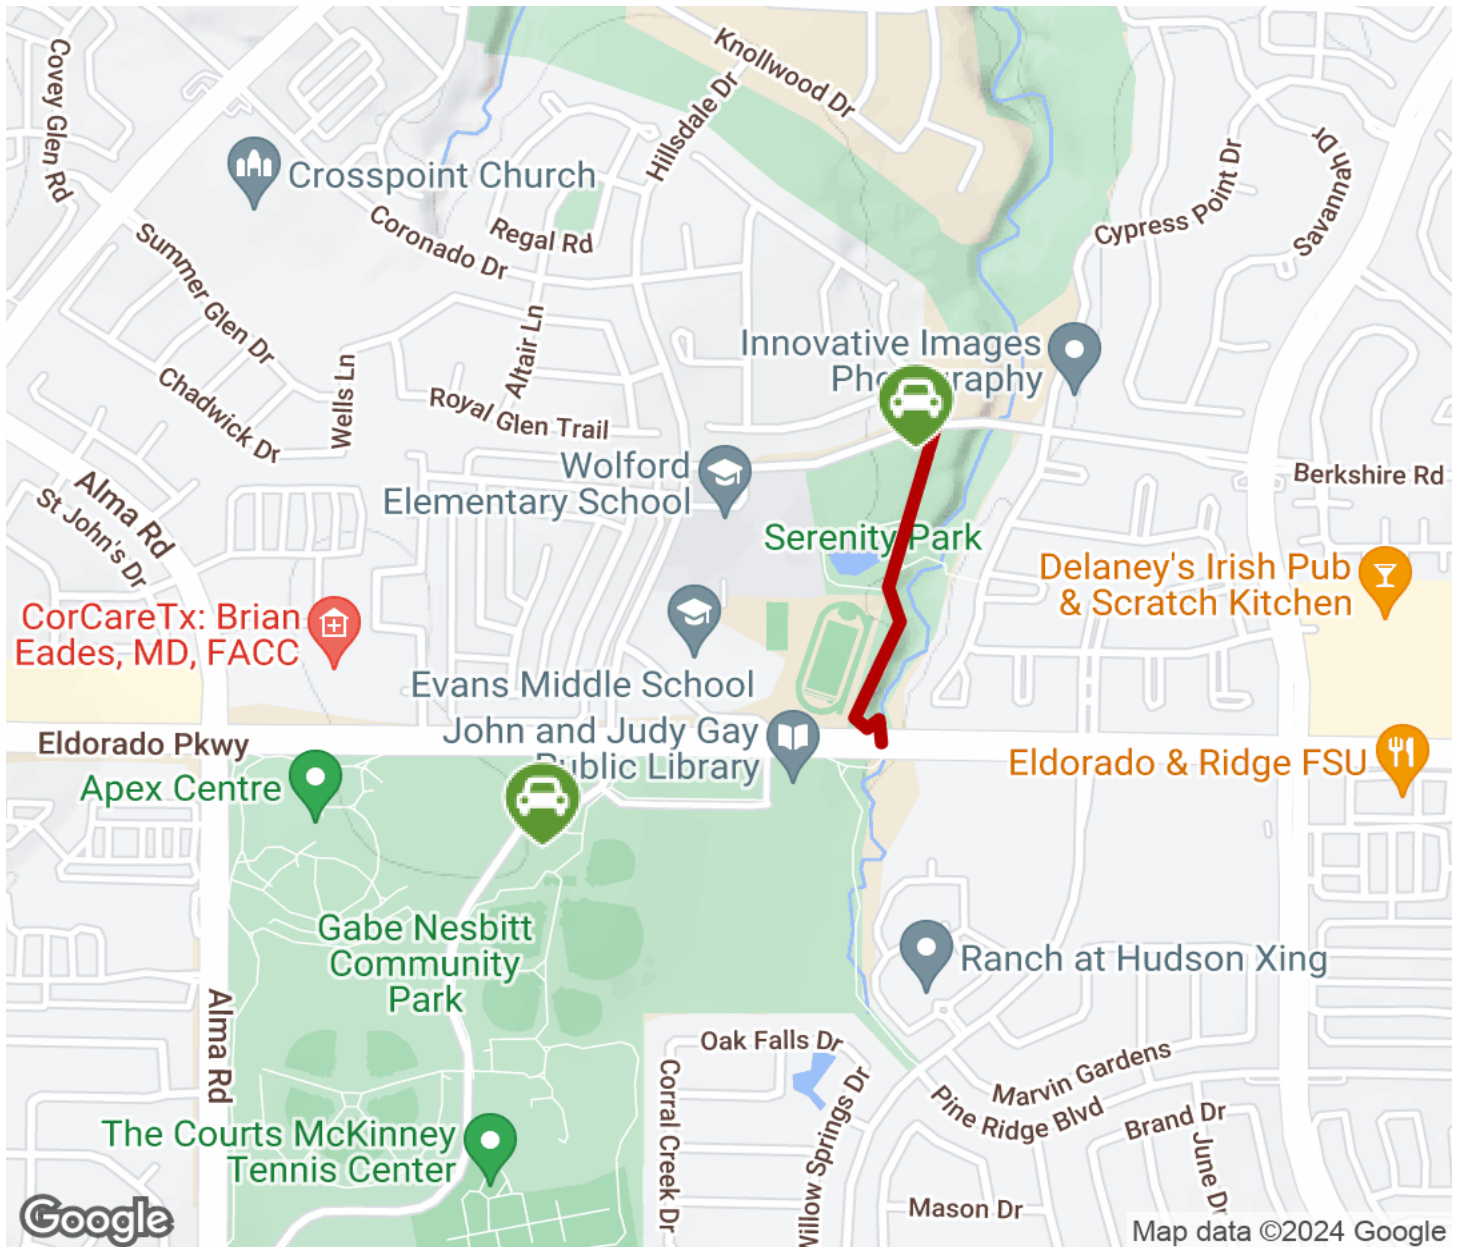 Knollwood Dr
Covey Glen Rd
Hillsdale Dr
Savannah Dr
Cypress Point Dr
Crosspoint Church
Regal Rd
Coronado Dr
Summer Glen Dr
Altair Ln
Innovative Images
Photography
Wells Ln
Chadwick Dr
Royal Glen Trail
Wolford
Elementary School
Berkshire Rd
Alma Rd
St John's Dr
Serenity Park
Delaney's Irish Pub
& Scratch Kitchen
CorCareTx: Brian
Eades, MD, FACC
Evans Middle School
John and Judy Gay
Public Library
Eldorado Pkwy
Apex Centre
Eldorado & Ridge FSU
Gabe Nesbitt
Community
Park
Ranch at Hudson Xing
Alma Rd
Oak Falls Dr
Corral Creek Dr
Willow Springs Dr
Marvin Gardens
Pine Ridge Blvd
Brand Dr
June Dr
The Courts McKinney
Tennis Center
Mason Dr
Google
Map data ©2024 Google